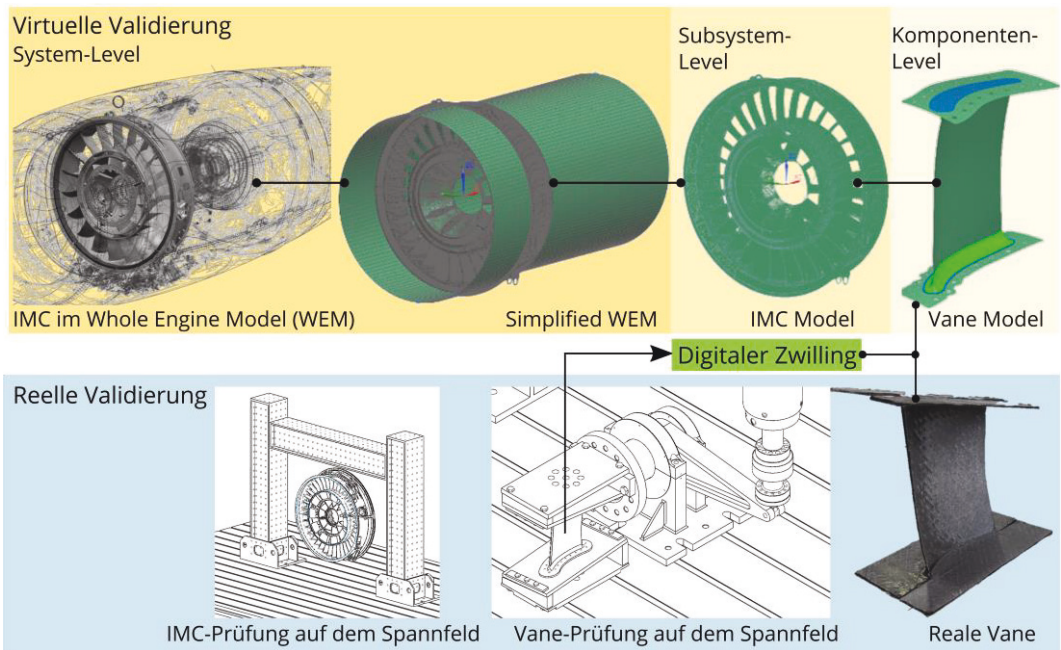 Virtuelle Validierung
System-Level
Subsystem-
Level
Komponenten-
Level
IMC im Whole Engine Model (WEM)
Simplified WEM
IMC Model
Vane Model
Digitaler Zwilling
Reelle Validierung
IMC-Prüfung auf dem Spannfeld
Vane-Prüfung auf dem Spannfeld
Reale Vane